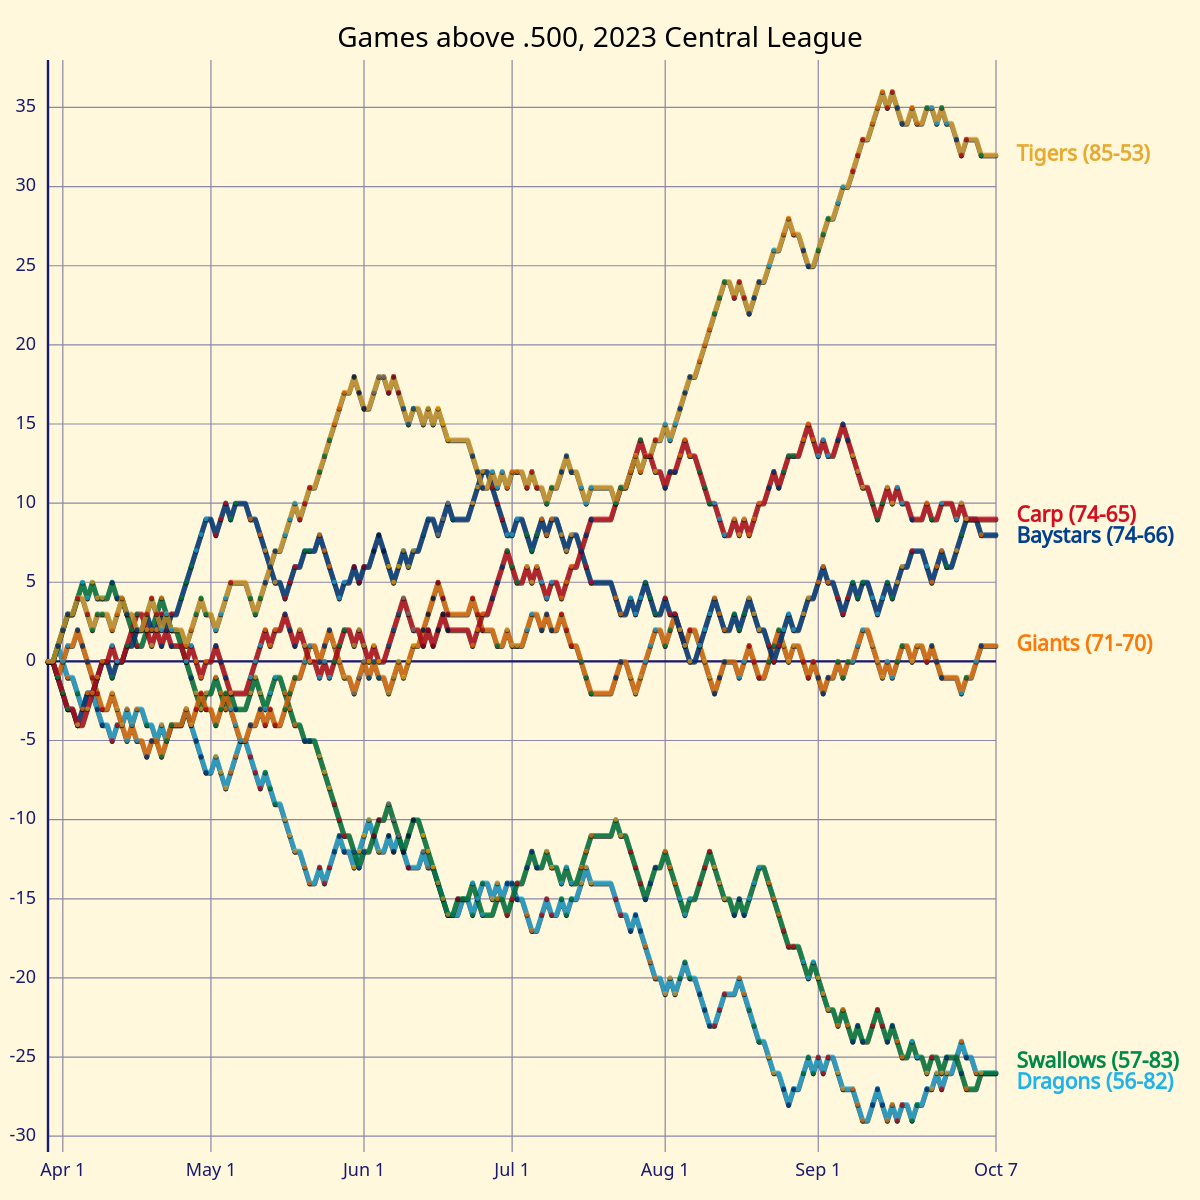 Games above .500, 2023 Central League
35
30
25
20
15
10
5
0
-5
-10
-15
-20
-25
-30
Tigers (85-53)
Carp (74-65)
Baystars (74-66)
Giants (71-70)
Swallows (57-83)
Dragons (56-82)
Apr 1 May 1 Jun 1 Jul 1 Aug 1 Sep 1 Oct 7